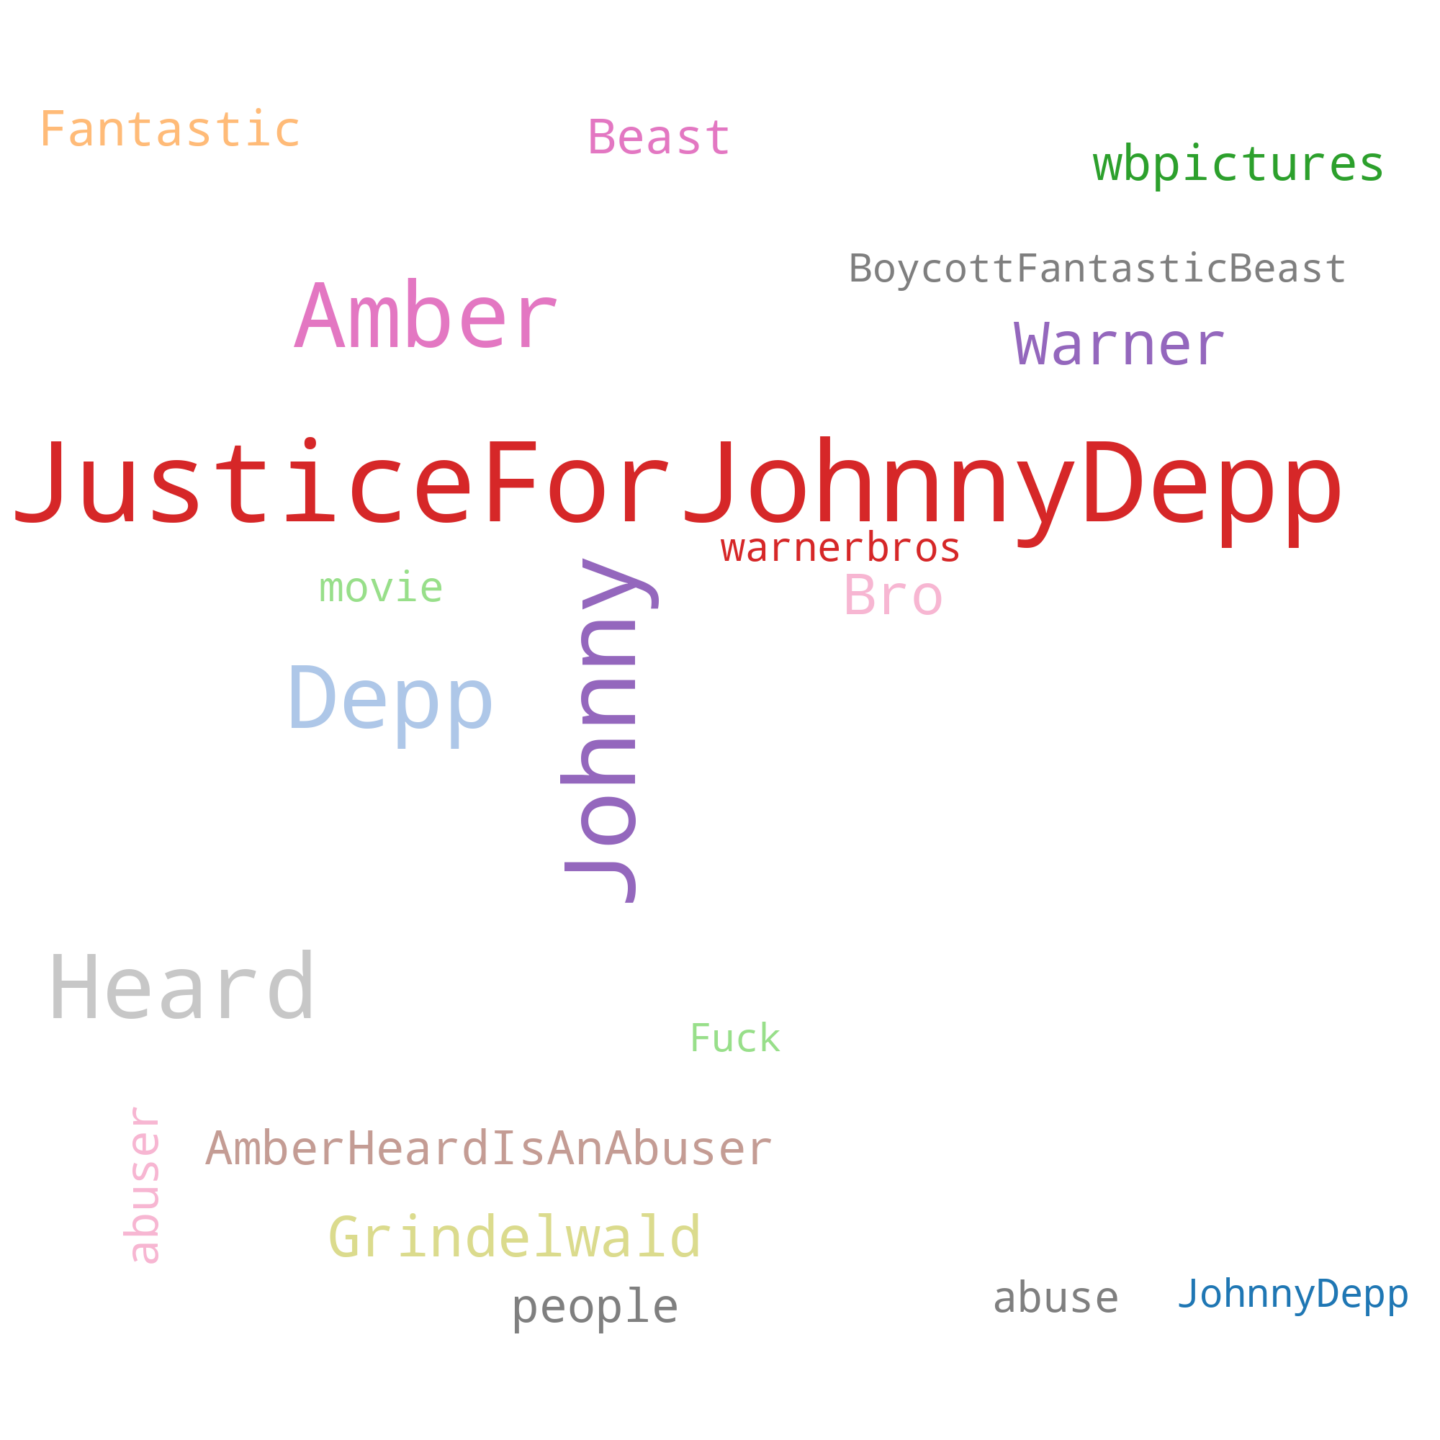 Fantastic
Beast
wbpictures
BoycottFantasticBeast
Amber
Warner
JusticeForJohnnyDepp
warnerbros
movie
Bro
Johnny
Depp
Heard
Fuck
abuser
AmberHeardIsAnAbuser
Grindelwald
people
abuse
JohnnyDepp